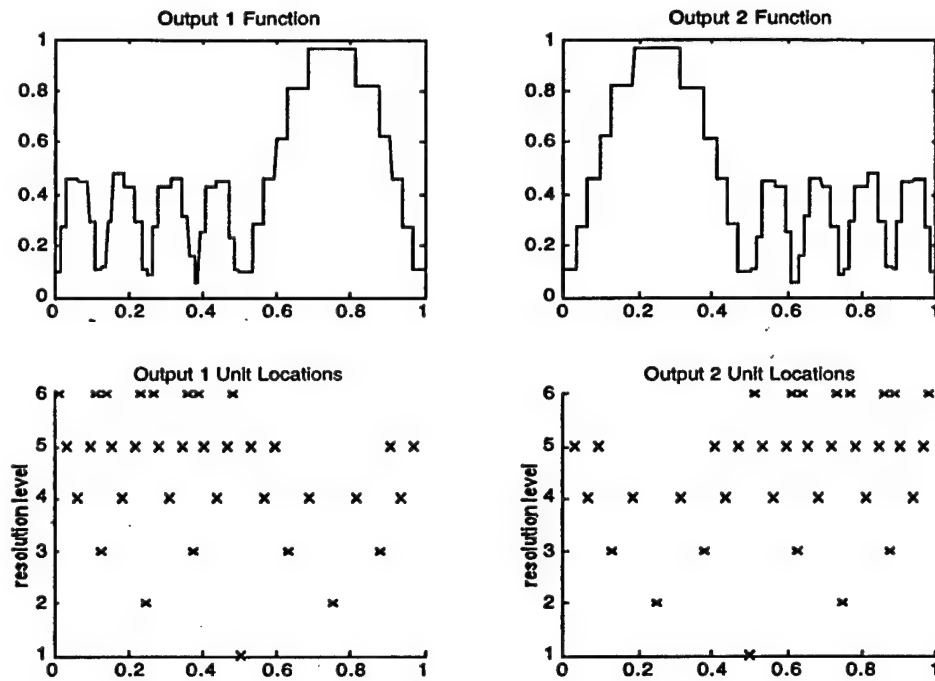 Output 1 Function
1
0.8
0.6
0.4
0.2
0
0 0.2 0.4 0.6 0.8 1
Output 2 Function
1
0.8
0.6
0.4
0.2
0
0 0.2 0.4 0.6 0.8 1
Output 1 Unit Locations
6
5
4
3
2
1
resolution level
0 0.2 0.4 0.6 0.8 1
Output 2 Unit Locations
6
5
4
3
2
1
resolution level
0 0.2 0.4 0.6 0.8 1